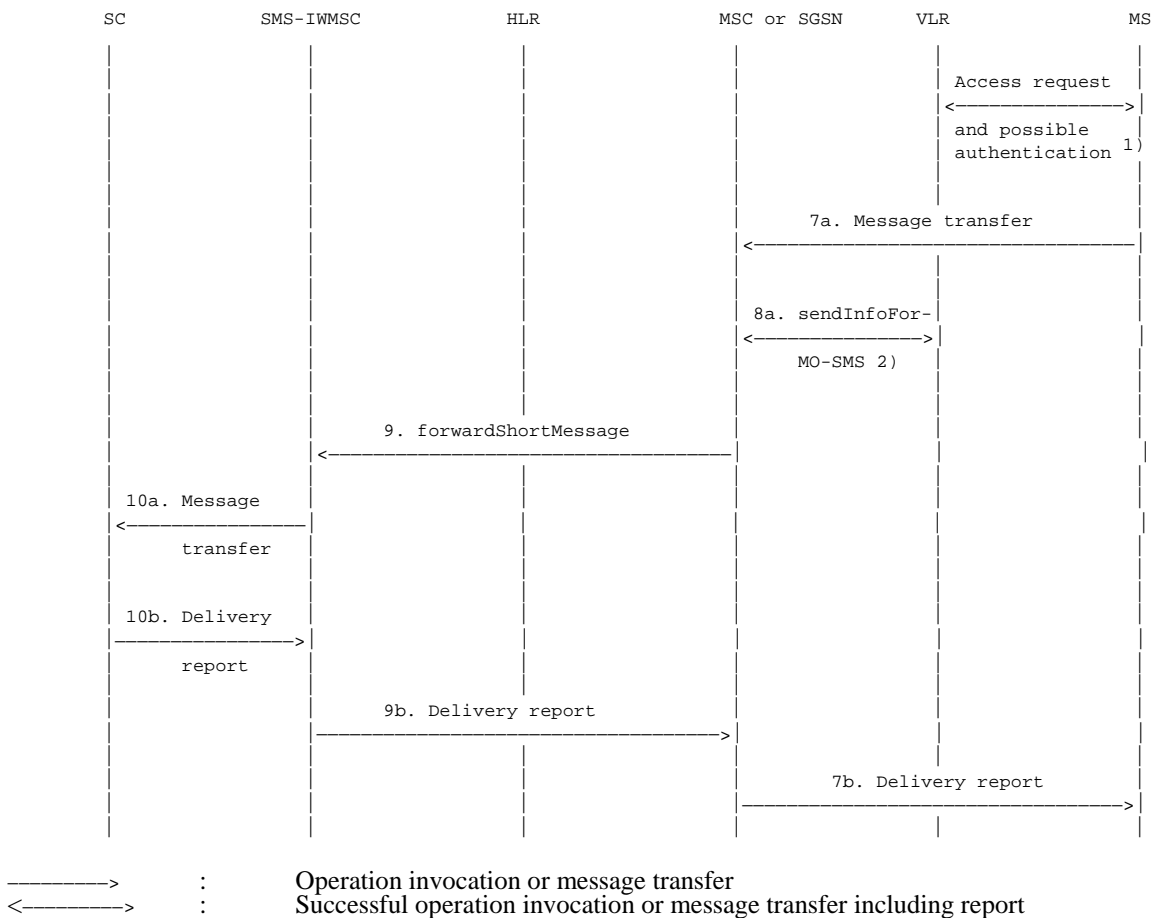 SC SMS-IWMSC HLR MSC or SGSN VLR MS
Access request
and possible
authentication 1)
7a. Message transfer
8a. sendInfoFor-
MO-SMS 2)
9. forwardShortMessage
10a. Message
transfer
10b. Delivery
report
9b. Delivery report
7b. Delivery report
: Operation invocation or message transfer
: Successful operation invocation or message transfer including report